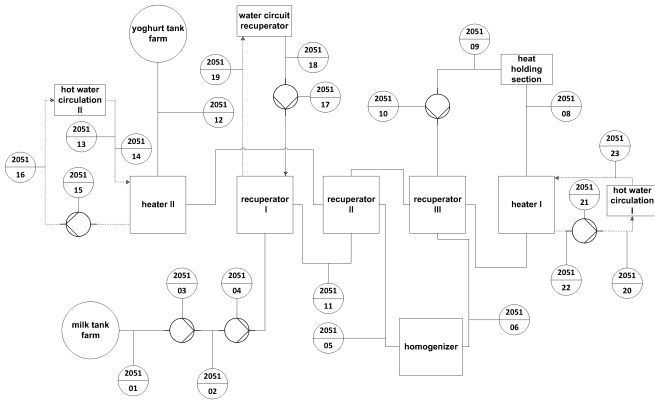 yoghurt tank
farm
water circuit
recuperator
2051
09
2051
14
2051
19
2051
18
heat
holding
section
hot water
circulation
II
2051
17
2051
10
2051
12
2051
08
2051
13
2051
14
2051
23
2051
16
2051
15
heater II
recuperator
I
recuperator
II
recuperator
III
heater I
2051
21
hot water
circulation
I
2051
03
2051
04
2051
11
2051
22
2051
20
milk tank
farm
2051
05
homogenizer
2051
06
2051
01
2051
02